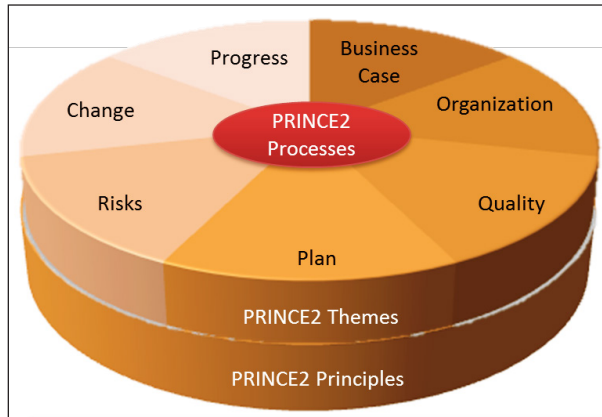 Progress
Business
Case
Organization
Change
PRINCE2
Processes
Risks
Quality
Plan
PRINCE2 Themes
PRINCE2 Principles